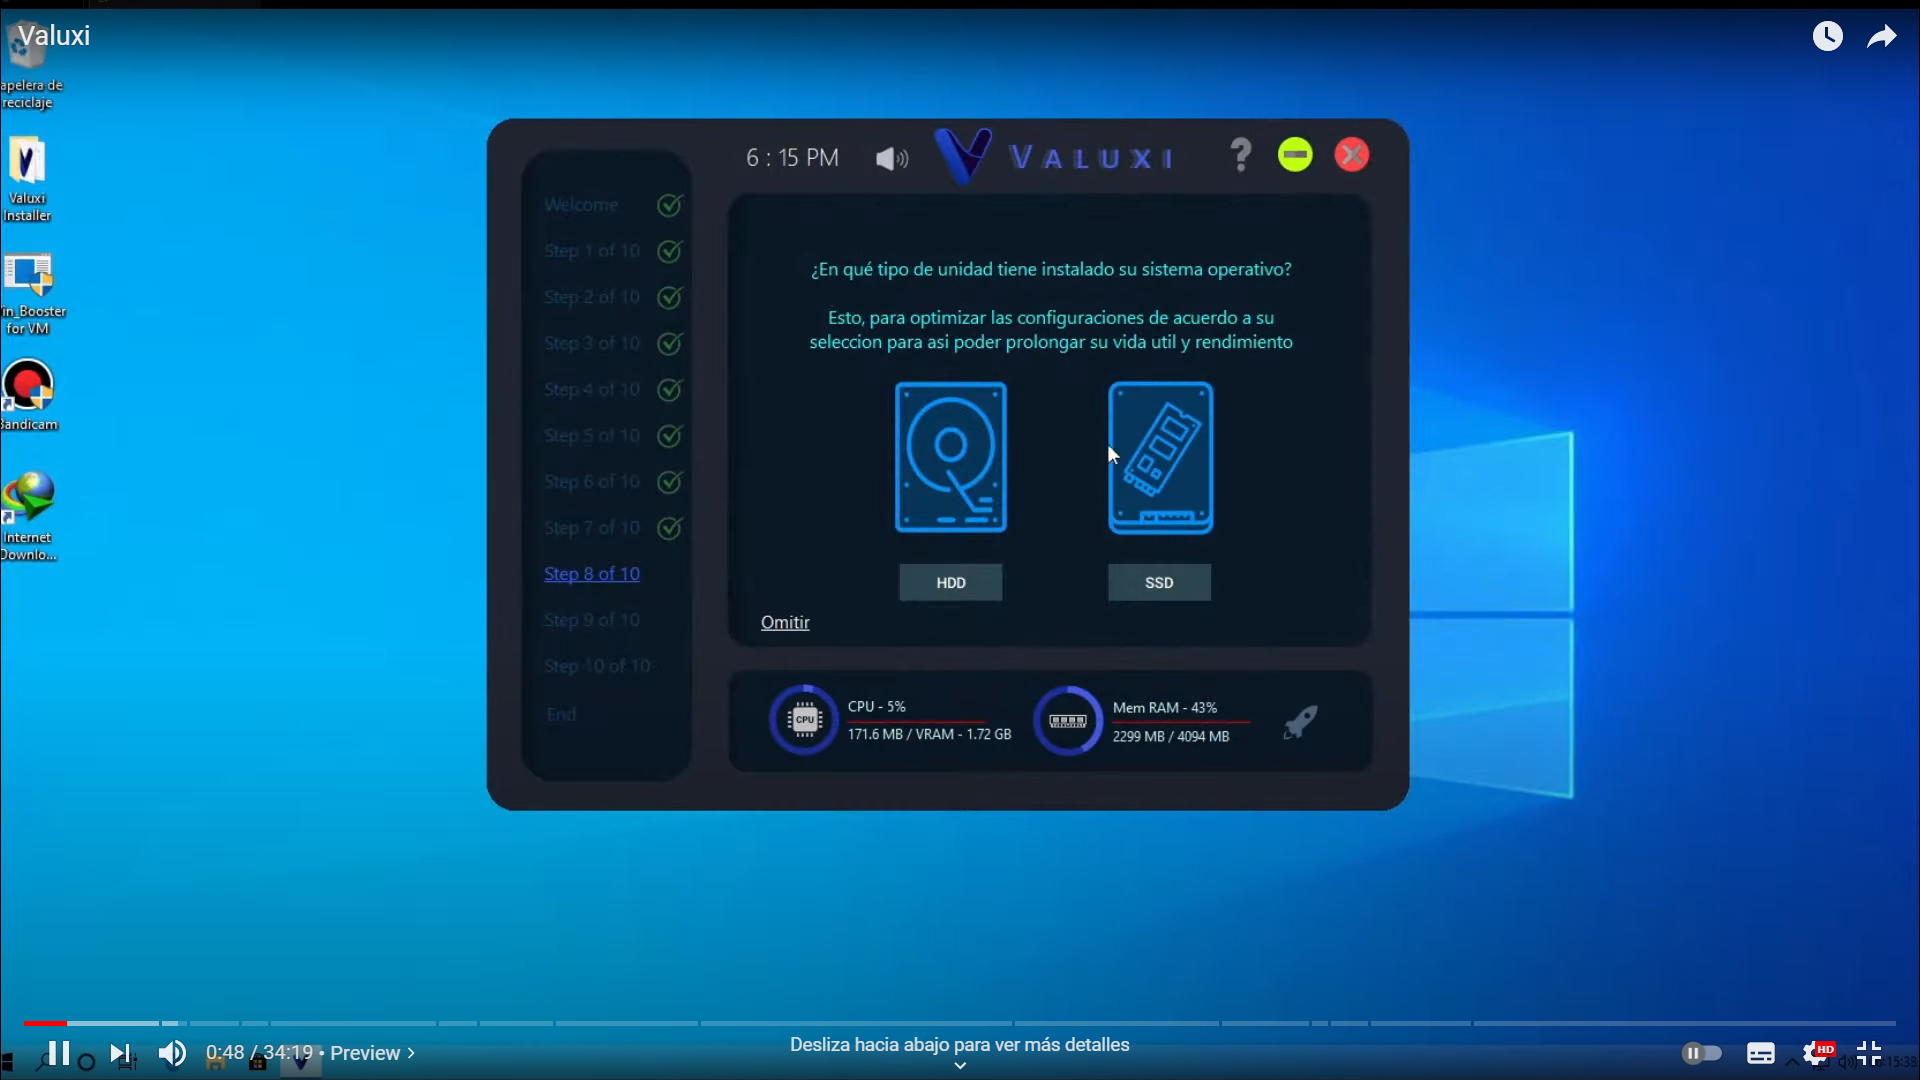 Valuxi
apelera de
reciclaje
Valuxi
Installer
in_Booster
for VM
Bandicam
Internet
Downlo...
6 : 15 PM
VALUXI
?
Welcome
Step 1 of 10
Step 2 of 10
Step 3 of 10
Step 4 of 10
Step 5 of 10
Step 6 of 10
Step 7 of 10
Step 8 of 10
Step 9 of 10
Step 10 of 10
End
¿En qué tipo de unidad tiene instalado su sistema operativo?
Esto, para optimizar las configuraciones de acuerdo a su
seleccion para asi poder prolongar su vida util y rendimiento
HDD
SSD
Omitir
CPU
CPU - 5%
171.6 MB / VRAM - 1.72 GB
Mem RAM - 43%
2299 MB / 4094 MB
0:48 / 34:19 • Preview
Desliza hacia abajo para ver más detalles
HD